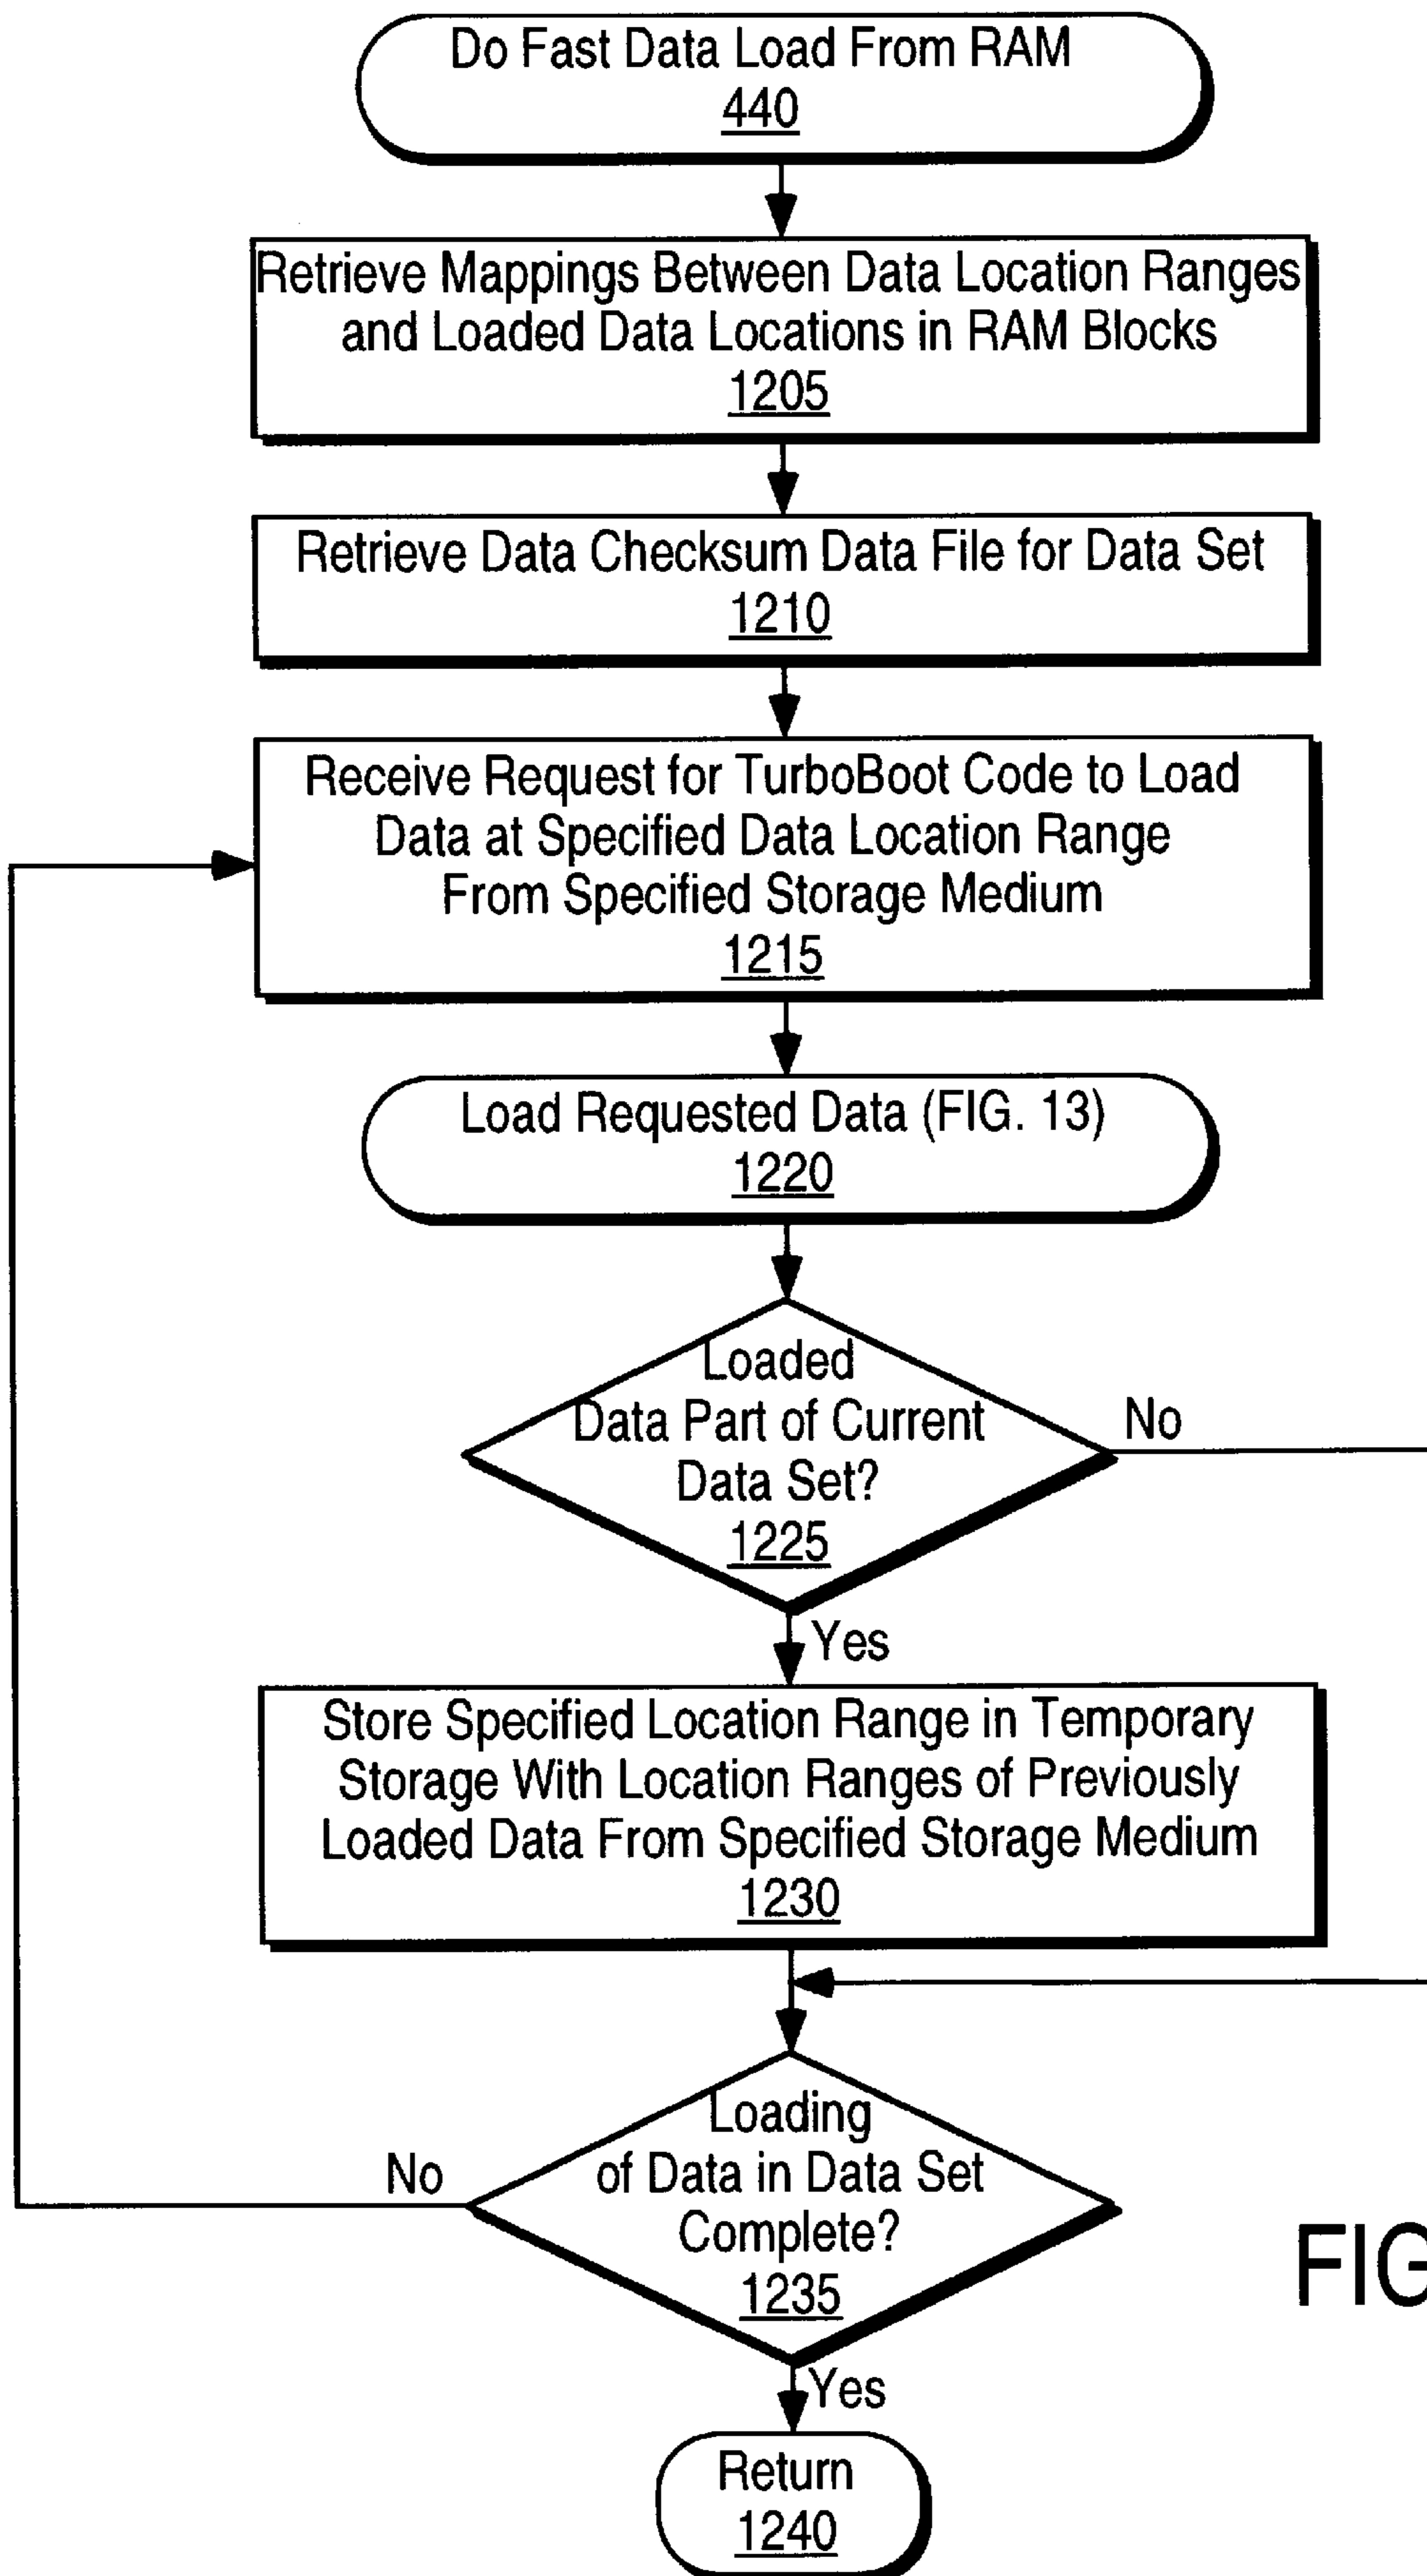 Do Fast Data Load From RAM
440
Retrieve Mappings Between Data Location Ranges
and Loaded Data Locations in RAM Blocks
1205
Retrieve Data Checksum Data File for Data Set
1210
Receive Request for TurboBoot Code to Load
Data at Specified Data Location Range
From Specified Storage Medium
1215
Load Requested Data (FIG. 13)
1220
Loaded
Data Part of Current
Data Set?
1225
No
Yes
Store Specified Location Range in Temporary
Storage With Location Ranges of Previously
Loaded Data From Specified Storage Medium
1230
Loading
of Data in Data Set
Complete?
1235
No
FIG
Yes
Return
1240